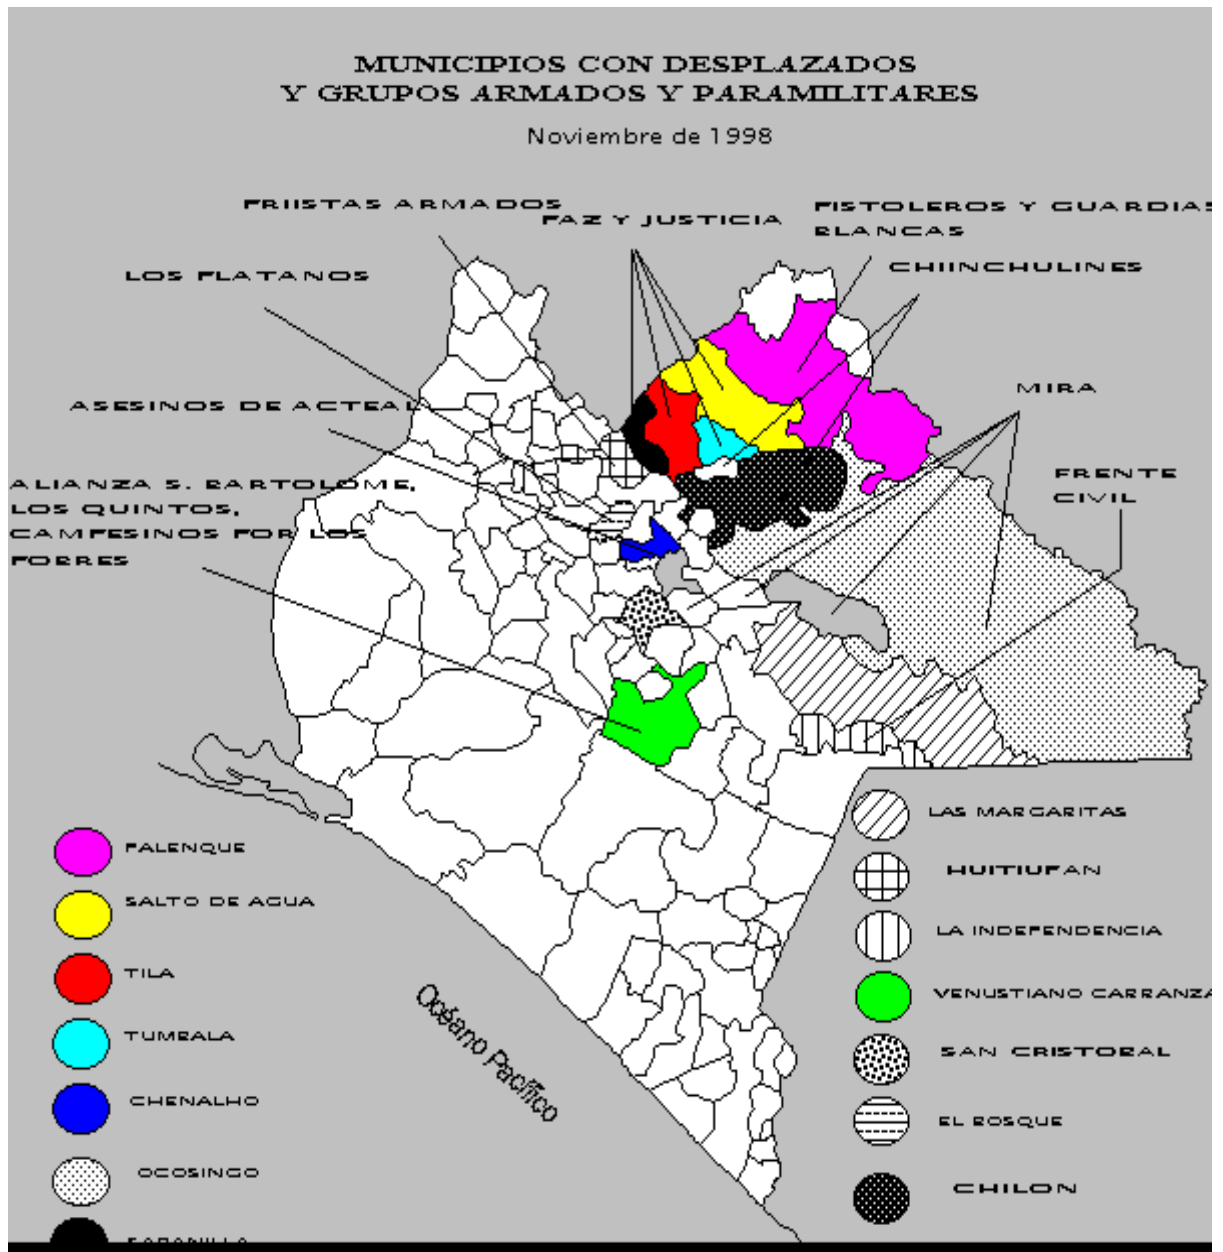 MUNICIPIOS CON DESPLAZADOS
Y GRUPOS ARMADOS Y PARAMILITARES
Noviembre de 1998
PRIISTAS ARMADOS
PAZ Y JUSTICIA
PISTOLEROS Y GUARDIAS
BLANCAS
LOS PLATANOS
CHIINCHULINES
MIRA
ASESINOS DE ACTEAL
FRENTE
CIVIL
ALIANZA S. BARTOLOME,
LOS QUINTOS,
CAMPESINOS POR LOS
POBRES
Océano Pacífico
PALENQUE
SALTO DE AGUA
TILA
TUMBALA
CHENALHO
OCOSINGO
SABANILLA
LAS MARGARITAS
HUITIUPAN
LA INDEPENDENCIA
VENUSTIANO CARRANZA
SAN CRISTOBAL
EL BOSQUE
CHILON